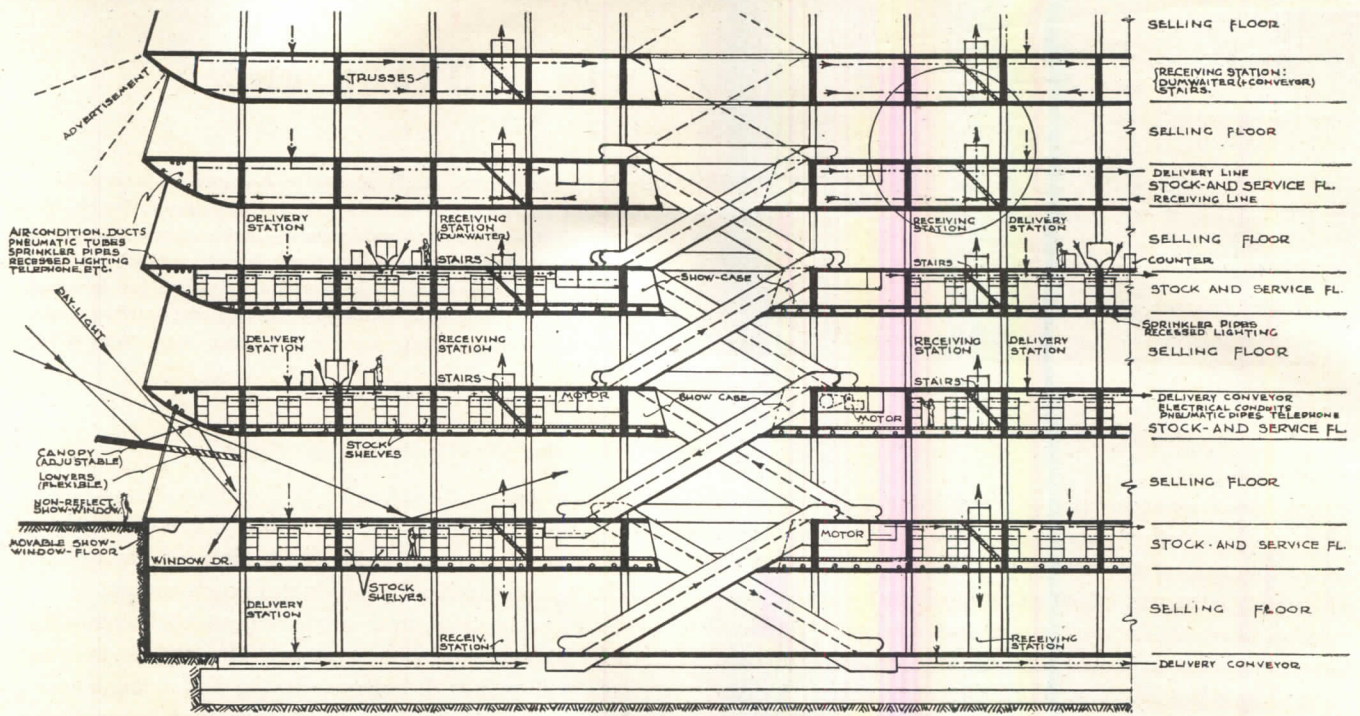 SELLING FLOOR
TRUSSES
ADVERTISEMENT
{RECEIVING STATION:
DUMWAITER (+CONVEYOR)
STAIRS.
SELLING FLOOR
DELIVERY LINE
STOCK-AND SERVICE FL.
RECEIVING LINE
DELIVERY
STATION
RECEIVING
STATION
(DUMWAITER)
STAIRS
RECEIVING
STATION
DELIVERY
STATION
STAIRS
SELLING FLOOR
COUNTER
AIR-CONDITION. DUCTS
PNEUMATIC TUBES
SPRINKLER PIPES
RECESSED LIGHTING
TELEPHONE, ETC.
SHOW-CASE
STOCK AND SERVICE FL.
DAY-LIGHT
SPRINKLER PIPES
RECESSED LIGHTING
DELIVERY
STATION
RECEIVING
STATION
STAIRS
RECEIVING
STATION
DELIVERY
STATION
STAIRS
SELLING FLOOR
MOTOR
SHOW CASE
MOTOR
DELIVERY CONVEYOR
ELECTRICAL CONDUITS
PNEUMATIC PIPES TELEPHONE
STOCK-AND SERVICE FL.
STOCK
SHELVES
CANOPY
(ADJUSTABLE)
LOUVERS
(FLEXIBLE)
NON-REFLECT.
SHOW-WINDOW
MOVABLE SHOW-
WINDOW-FLOOR
SELLING FLOOR
MOTOR
STOCK-AND SERVICE FL.
WINDOW DR.
STOCK
SHELVES.
DELIVERY
STATION
RECEIV.
STATION
RECEIVING
STATION
SELLING FLOOR
DELIVERY CONVEYOR